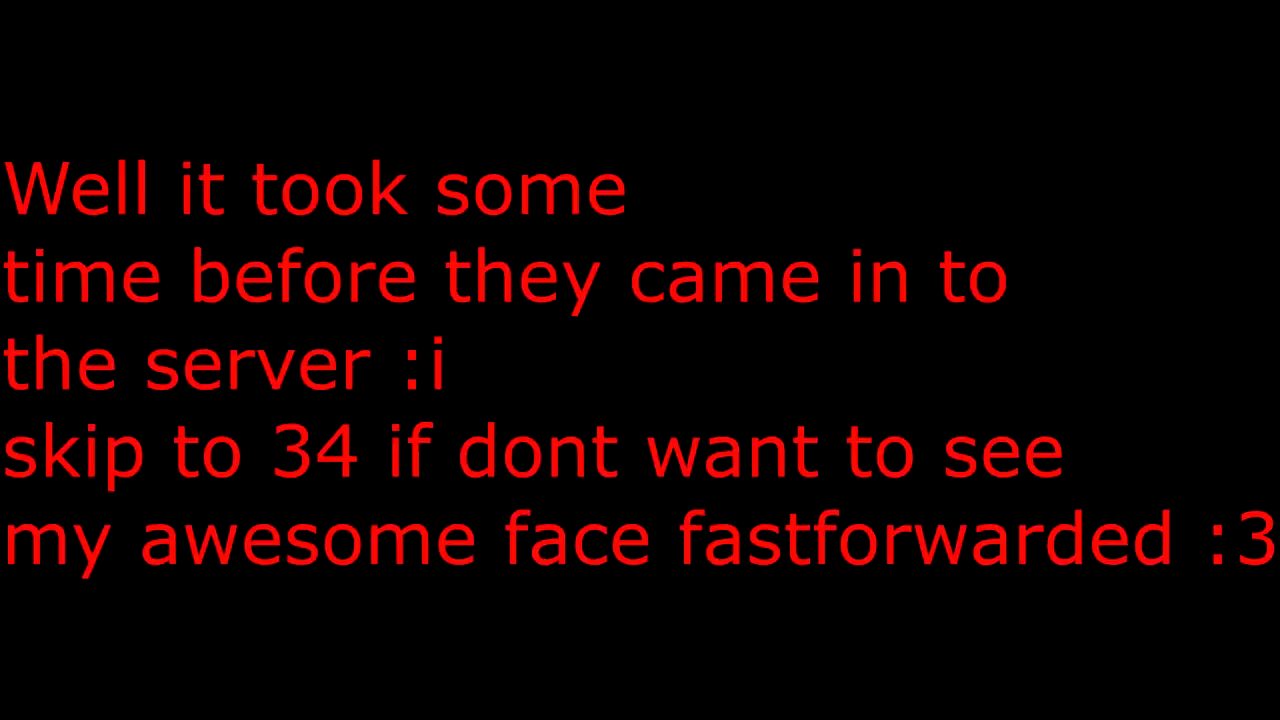 Well it took some
time before they came in to
the server :i
skip to 34 if dont want to see
my awesome face fastforwarded :3